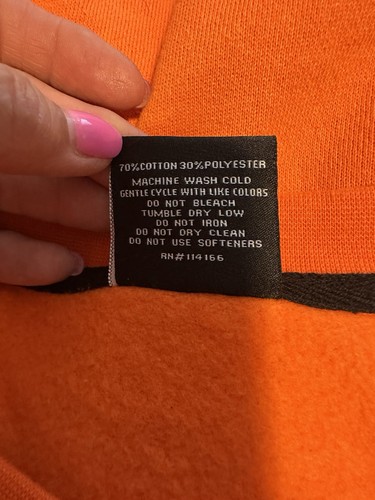 70%COTTON 30%POLYESTER
MACHINE WASH COLD
GENTLE CYCLE WITH LIKE COLORS
DO NOT BLEACH
TUMBLE DRY LOW
DO NOT IRON
DO NOT DRY CLEAN
DO NOT USE SOFTENERS
RN#114166